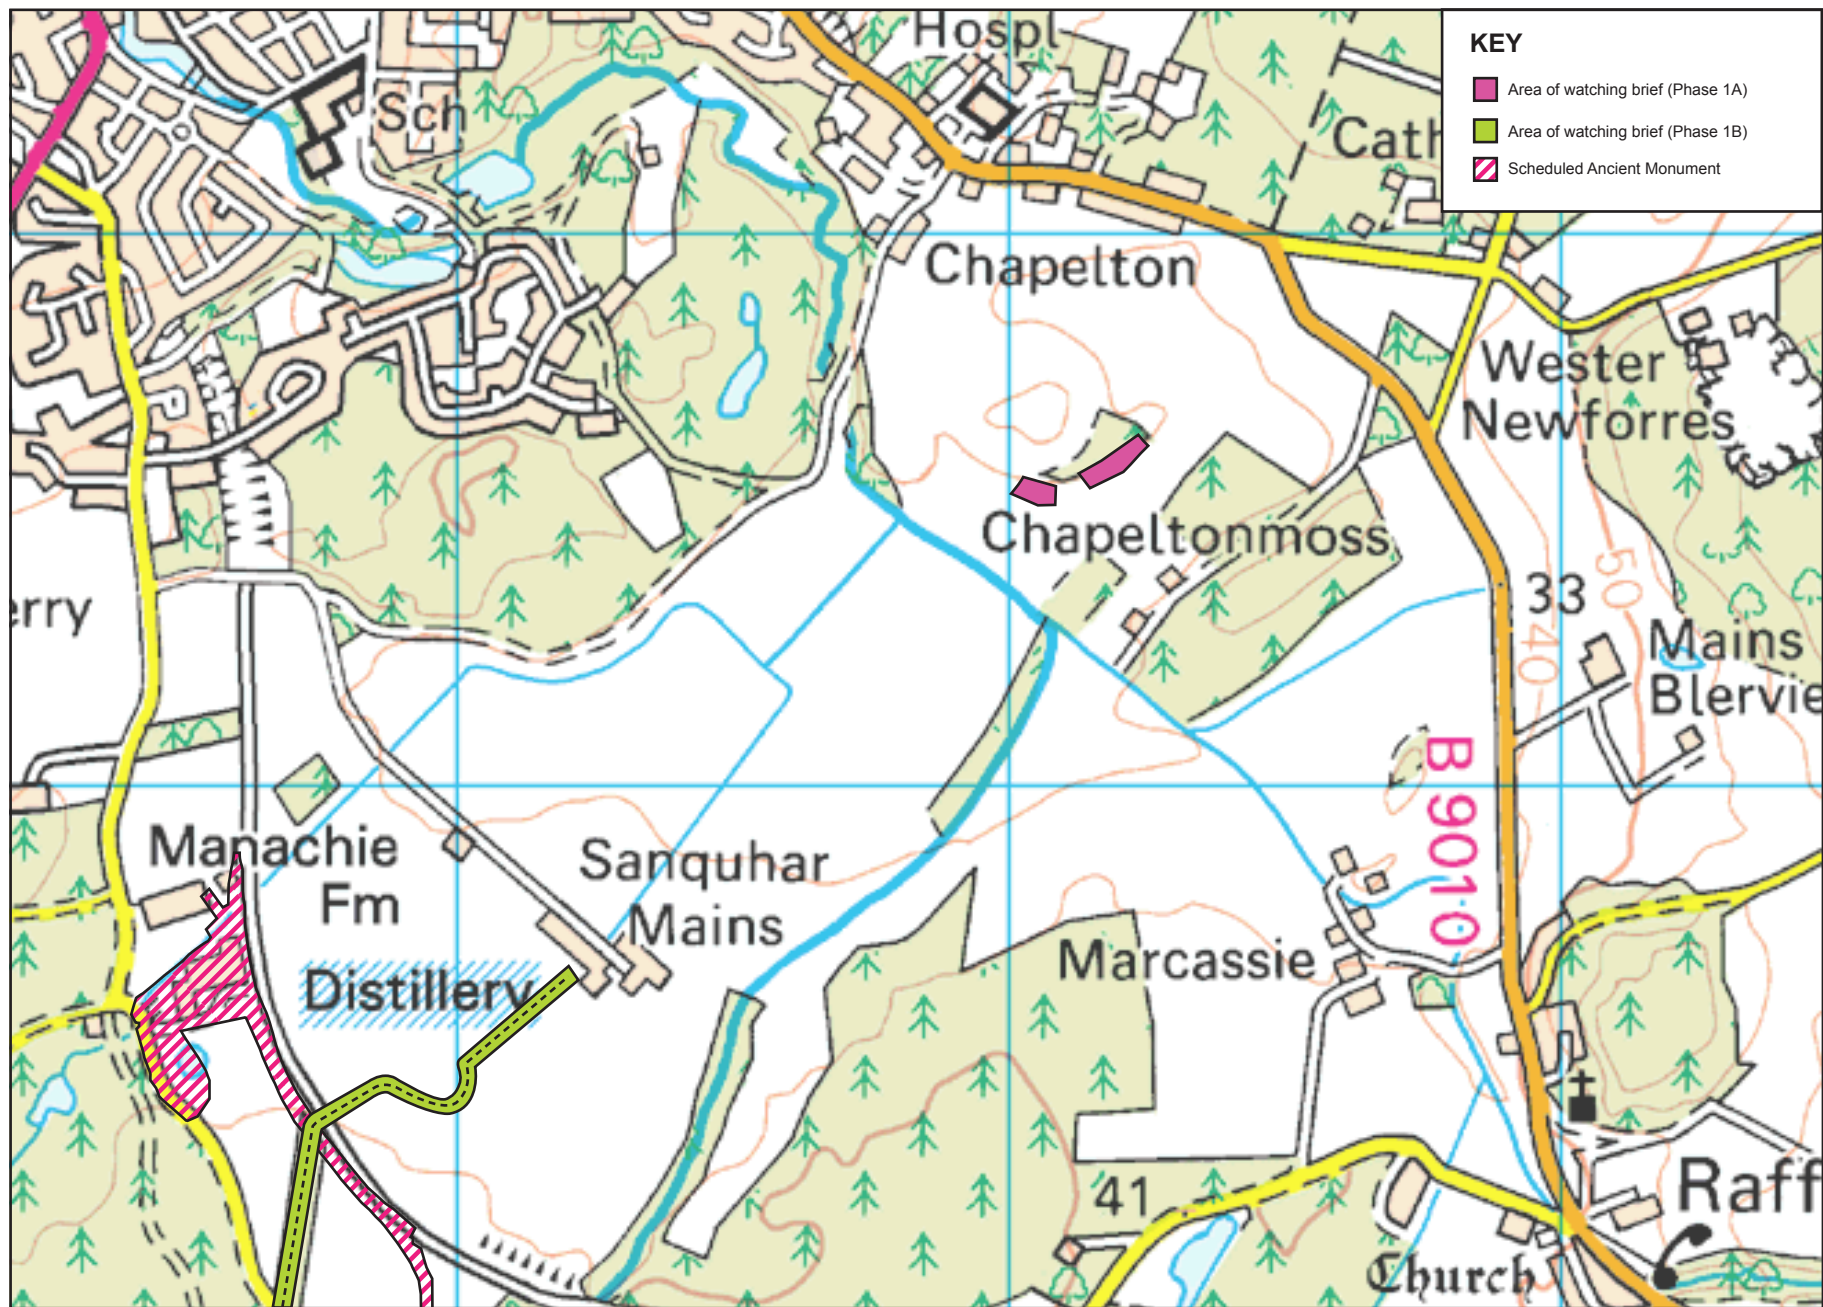 Hospl
KEY
Area of watching brief (Phase 1A)
Area of watching brief (Phase 1B)
Scheduled Ancient Monument
Sch
Cath
Chapelton
Wester
Newforres
Chapeltonmoss
erry
33
50
40
Mains
Blervie
B 9010
Manachie
Fm
Sanquhar
Mains
Distillery
Marcassie
41
Raff
Church